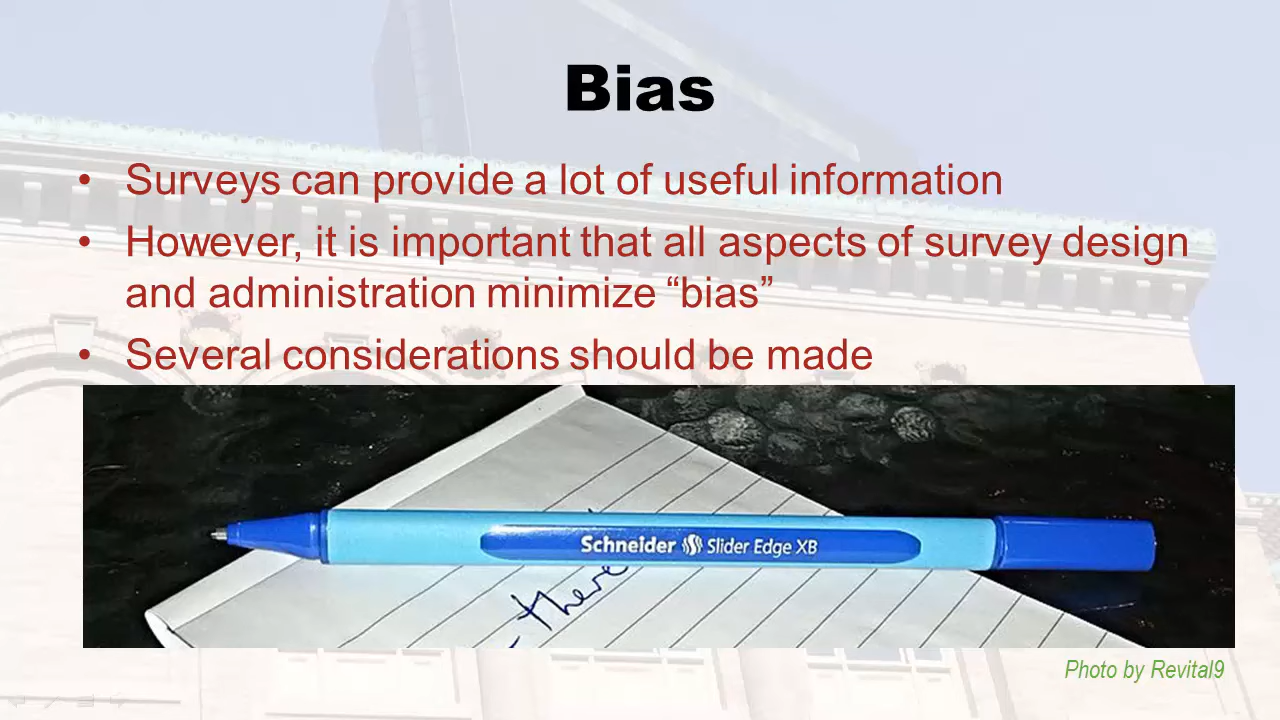 Bias
• Surveys can provide a lot of useful information
• However, it is important that all aspects of survey design
and administration minimize “bias”
• Several considerations should be made
Schneider Slider Edge XB
- there
Photo by Revital9